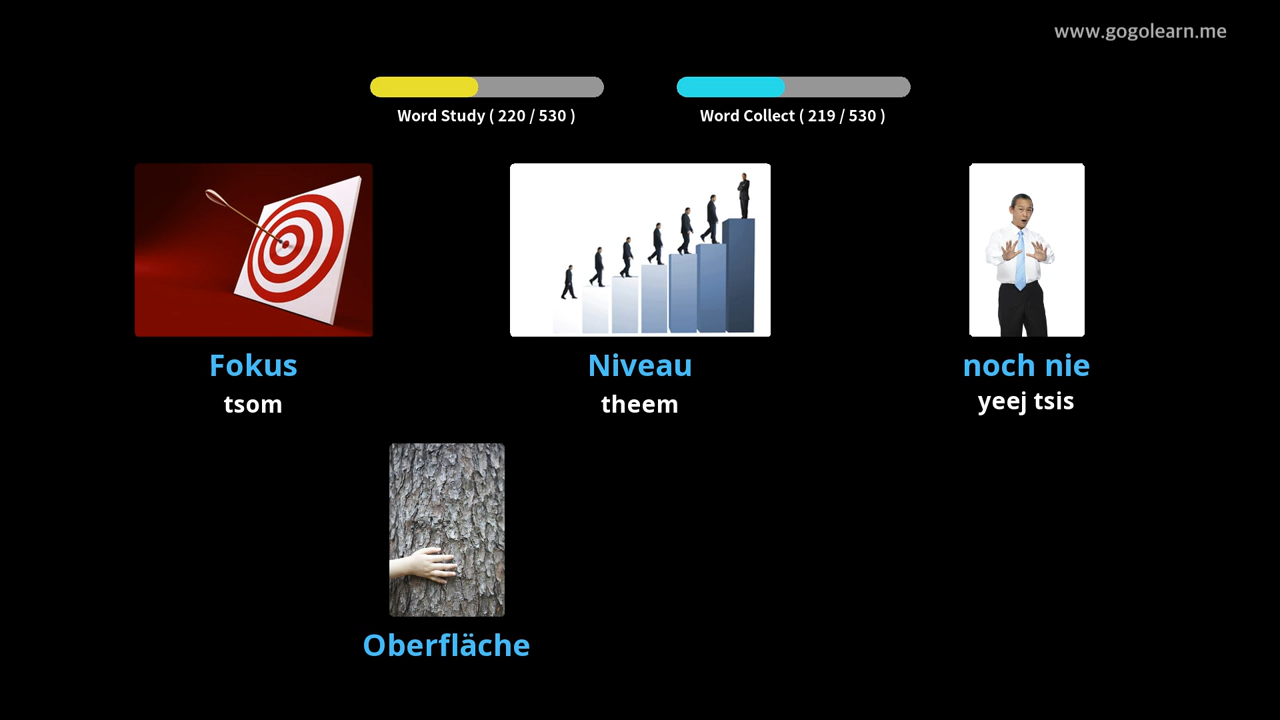 www.gogolearn.me
Word Study ( 220 / 530 )
Word Collect ( 219 / 530 )
Fokus
tsom
Niveau
theem
noch nie
yeej tsis
Oberfläche